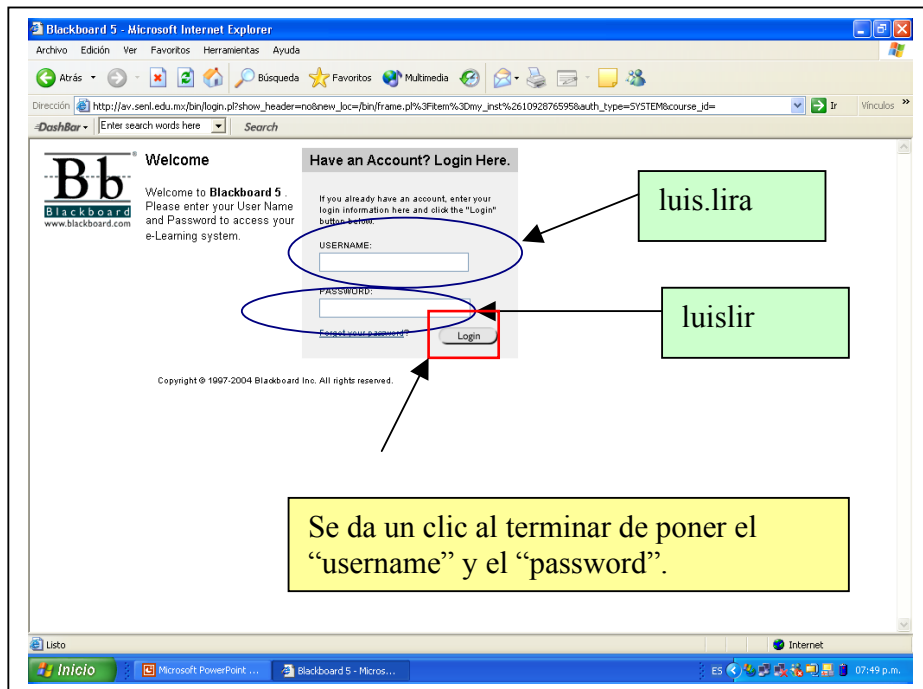 Blackboard 5 - Microsoft Internet Explorer
Archivo Edición Ver Favoritos Herramientas Ayuda
Atrás Búsqueda Favoritos Multimedia
Dirección http://av.senl.edu.mx/bin/login.pl?show_header=no&new_loc=/bin/frame.pl%3Fitem%3Dmy_inst%261092876595&auth_type=SYSTEM&course_id= Ir Vínculos »
DashBar Enter search words here Search
Bb
Blackboard
www.blackboard.com
Welcome
Welcome to Blackboard 5 .
Please enter your User Name
and Password to access your
e-Learning system.
Have an Account? Login Here.
If you already have an account, enter your
login information here and click the "Login"
button below.
USERNAME:
PASSWORD:
Forgot your password?
Login
luis.lira
luislir
Copyright © 1997-2004 Blackboard Inc. All rights reserved.
Se da un clic al terminar de poner el
“username” y el “password”.
Listo Internet
Inicio Microsoft PowerPoint ... Blackboard 5 - Micros... ES 07:49 p.m.